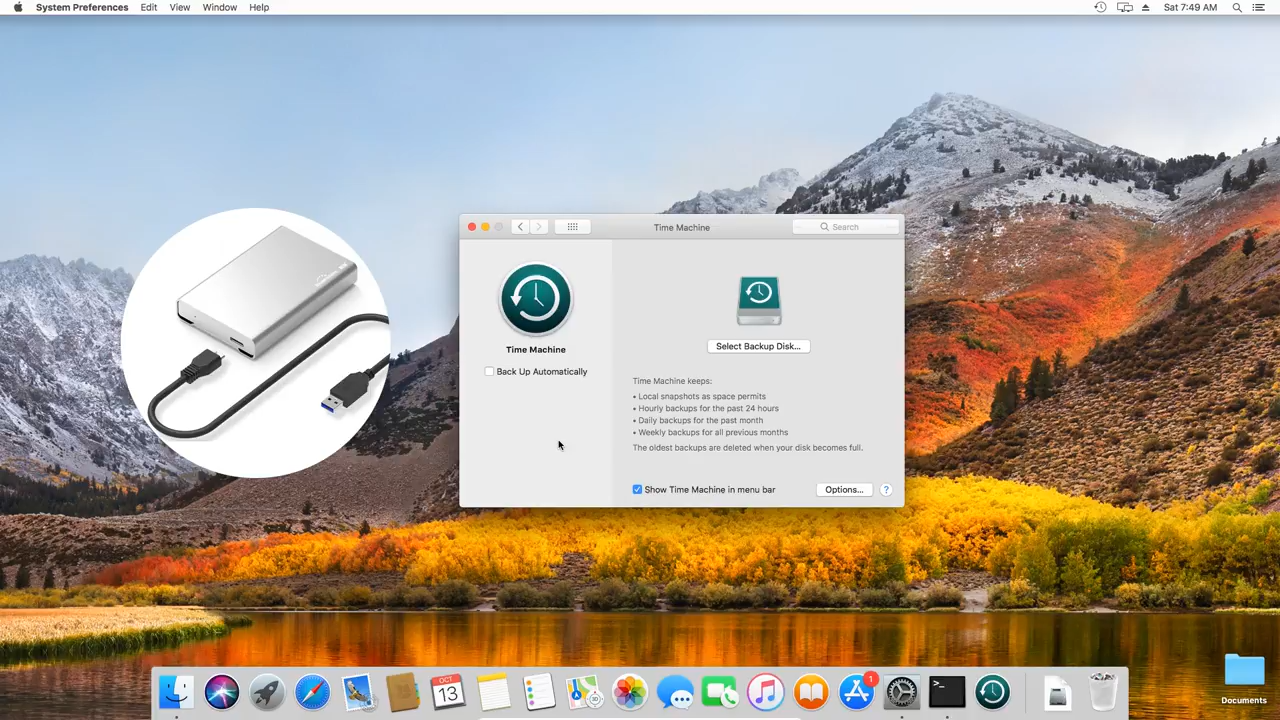 System Preferences Edit View Window Help
Sat 7:49 AM
Time Machine
Search
Time Machine
Back Up Automatically
Select Backup Disk...
Time Machine keeps:
• Local snapshots as space permits
• Hourly backups for the past 24 hours
• Daily backups for the past month
• Weekly backups for all previous months
The oldest backups are deleted when your disk becomes full.
Show Time Machine in menu bar
Options...
?
OCT
13
1
>_
Documents